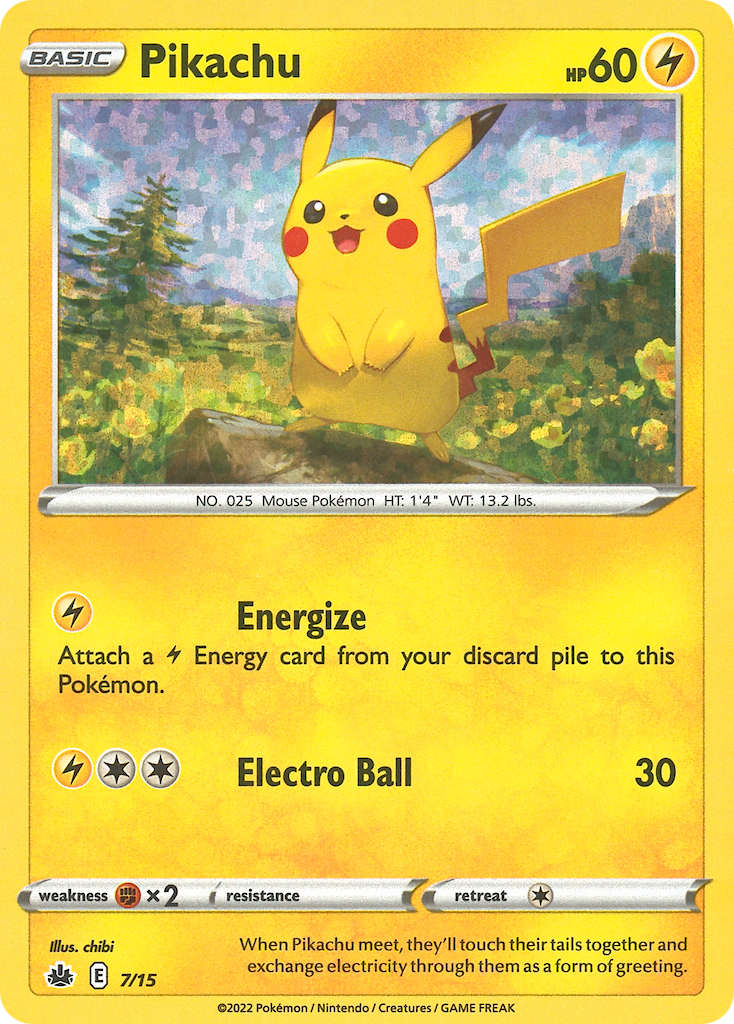 BASIC Pikachu HP60
NO. 025 Mouse Pokémon HT: 1'4" WT: 13.2 lbs.
Energize
Attach a Energy card from your discard pile to this
Pokémon.
Electro Ball 30
weakness ×2 resistance retreat
Illus. chibi
When Pikachu meet, they'll touch their tails together and
exchange electricity through them as a form of greeting.
E 7/15
©2022 Pokémon / Nintendo / Creatures / GAME FREAK